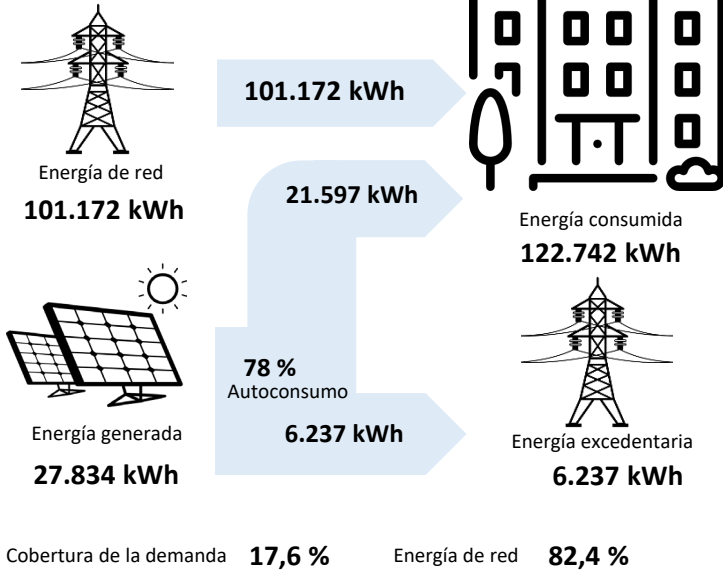 101.172 kWh
Energía de red
101.172 kWh
21.597 kWh
Energía consumida
122.742 kWh
78 %
Autoconsumo
Energía generada
27.834 kWh
6.237 kWh
Energía excedentaria
6.237 kWh
Cobertura de la demanda 17,6 % Energía de red 82,4 %